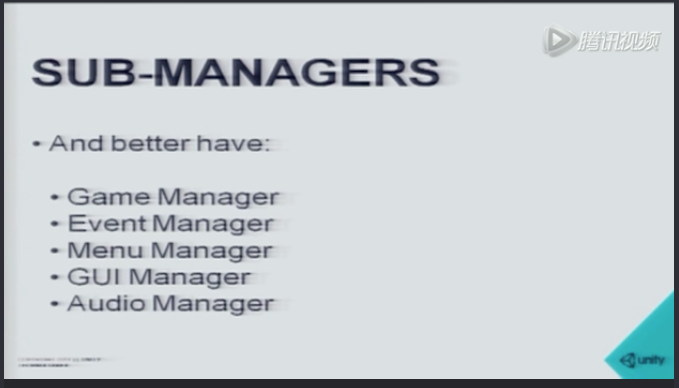 腾讯视频
SUB-MANAGERS
• And better have:
• Game Manager
• Event Manager
• Menu Manager
• GUI Manager
• Audio Manager
unity